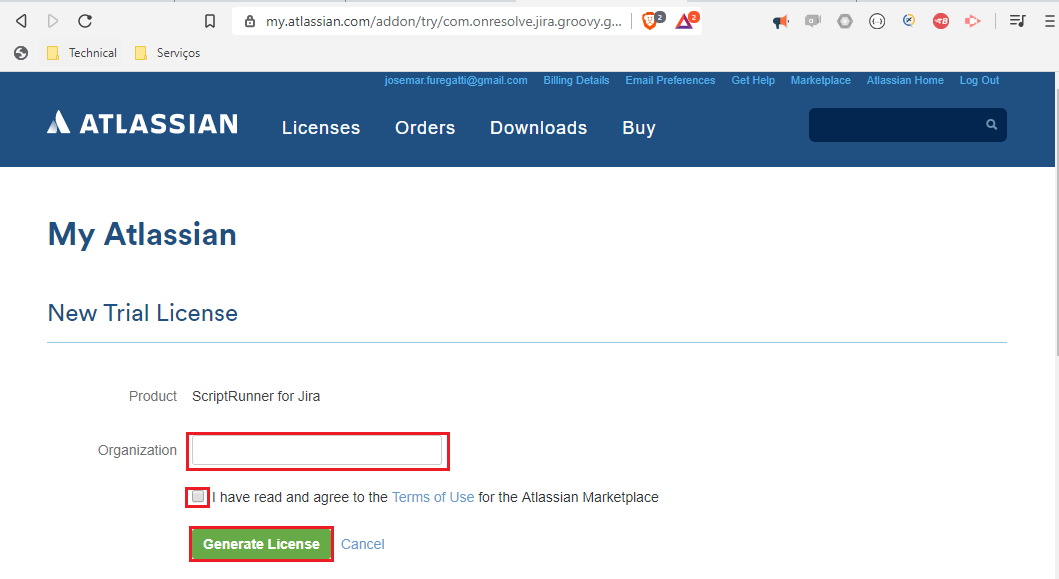 my.atlassian.com/addon/try/com.onresolve.jira.groovy.g... 2 2
Technical Serviços
josemar.furegatti@gmail.com Billing Details Email Preferences Get Help Marketplace Atlassian Home Log Out
ATLASSIAN Licenses Orders Downloads Buy
My Atlassian
New Trial License
Product ScriptRunner for Jira
Organization
I have read and agree to the Terms of Use for the Atlassian Marketplace
Generate License Cancel